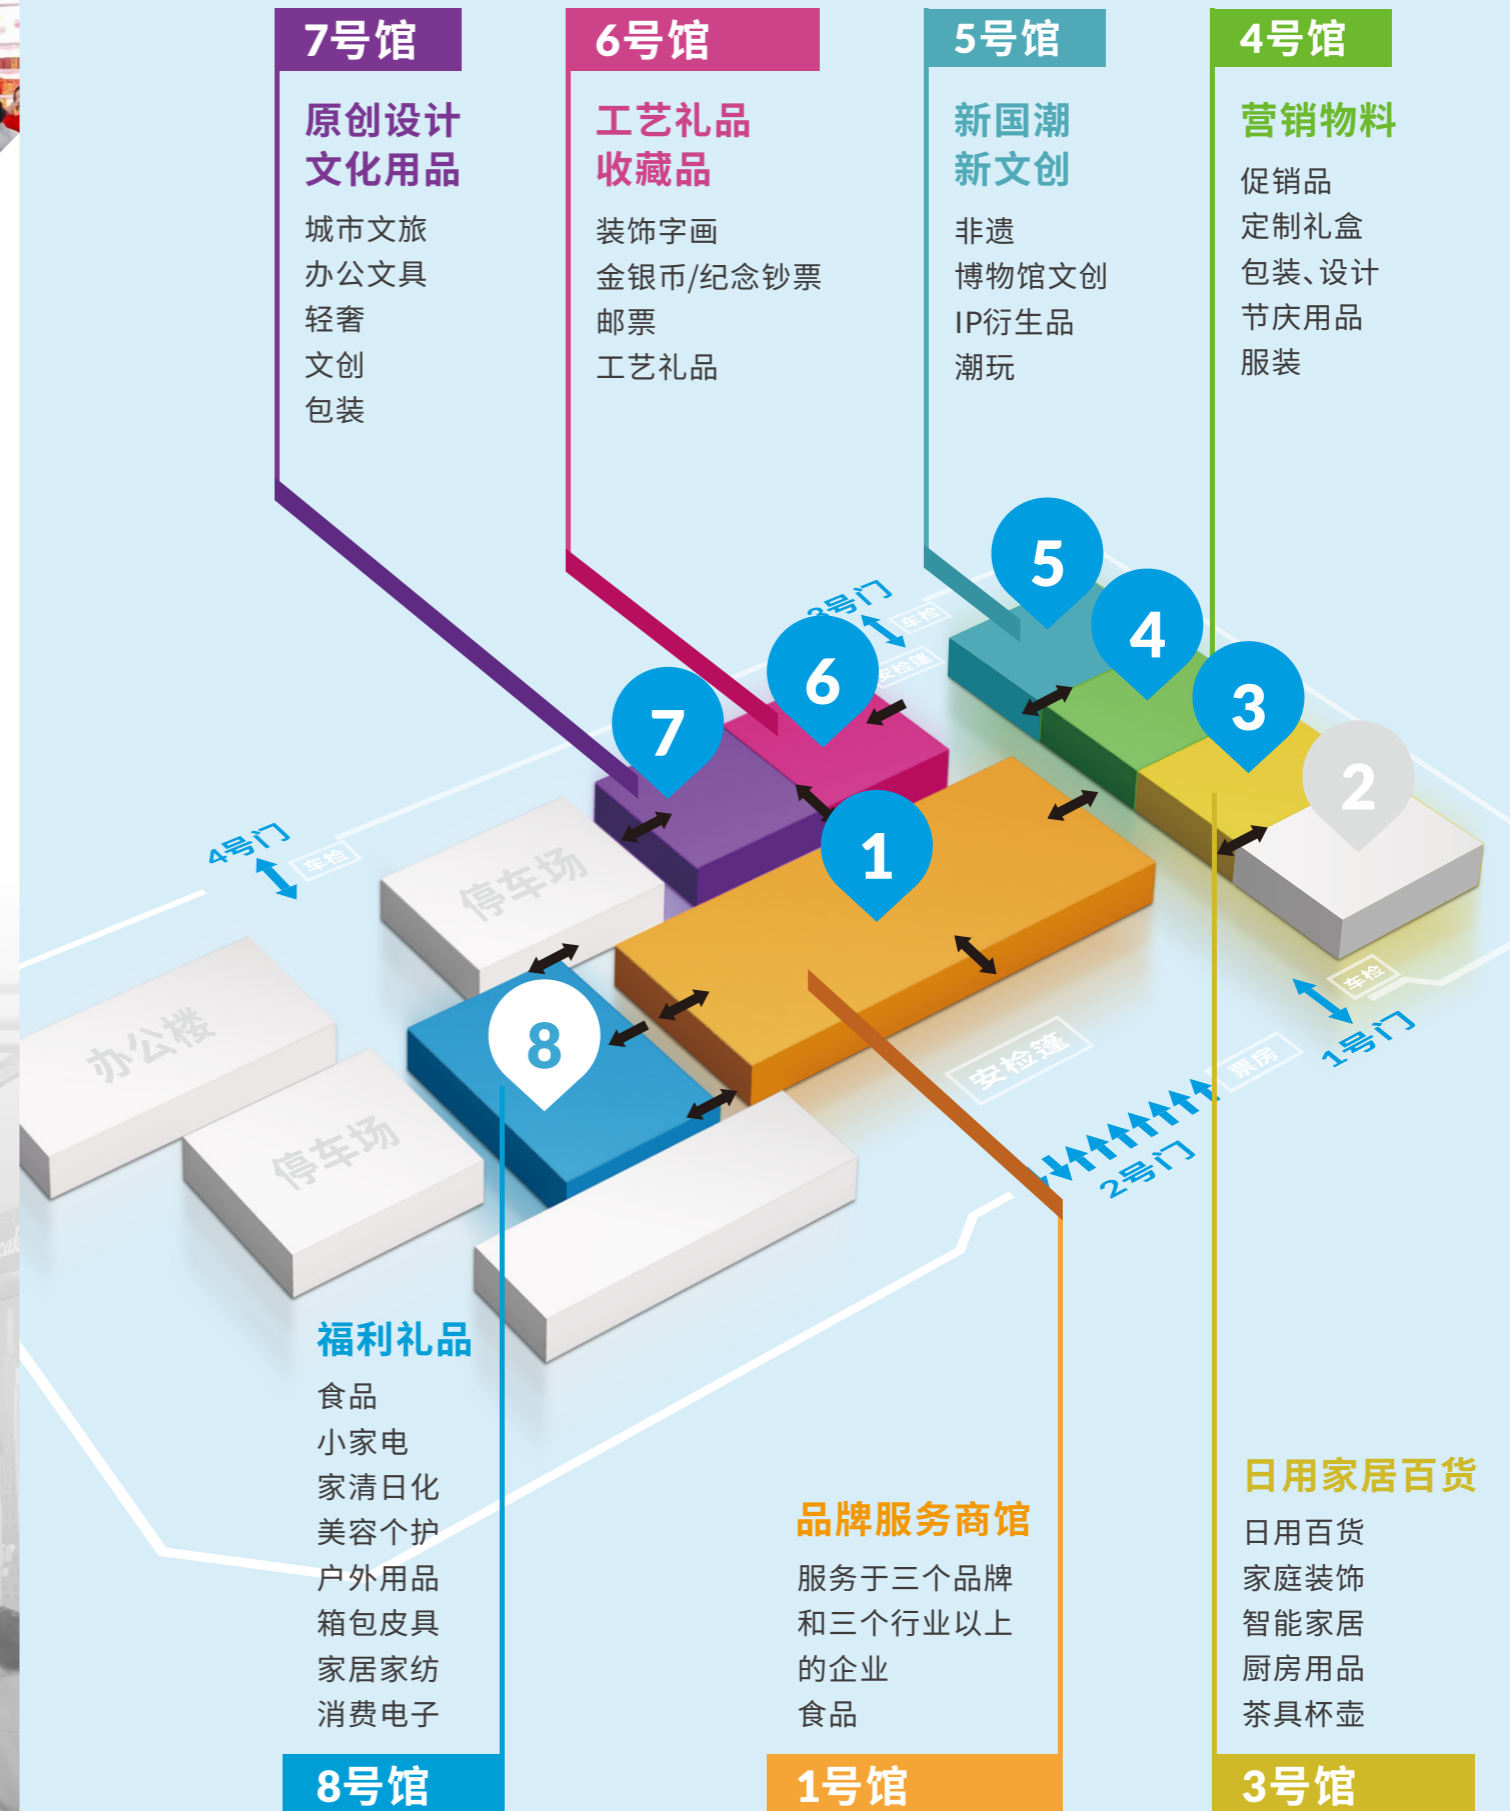 7号馆
原创设计
文化用品
城市文旅
办公文具
轻奢
文创
包装
6号馆
工艺礼品
收藏品
装饰字画
金银币/纪念钞票
邮票
工艺礼品
5号馆
新国潮
新文创
非遗
博物馆文创
IP衍生品
潮玩
4号馆
营销物料
促销品
定制礼盒
包装、设计
节庆用品
服装
5
4
3
2
3号门
车检
安检篷
6
7
1
4号门
车检
停车场
8
办公楼
停车场
安检篷
票房
车检
1号门
2号门
福利礼品
食品
小家电
家清日化
美容个护
户外用品
箱包皮具
家居家纺
消费电子
8号馆
品牌服务商馆
服务于三个品牌
和三个行业以上
的企业
食品
1号馆
日用家居百货
日用百货
家庭装饰
智能家居
厨房用品
茶具杯壶
3号馆